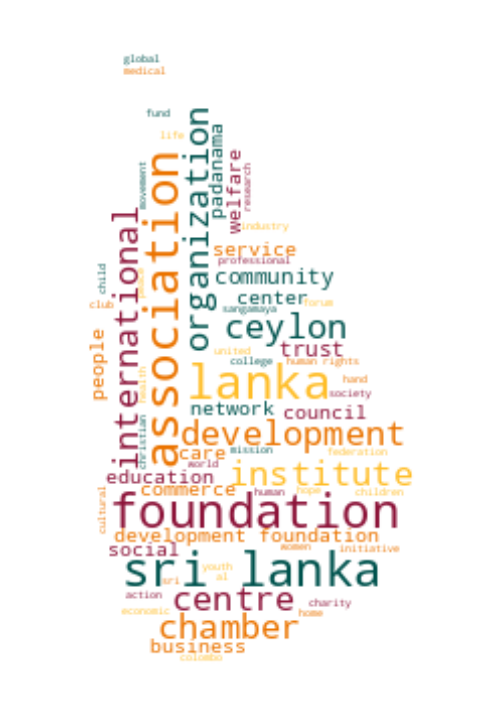 global
medical
fund
life
organization
padanama
movement
association
welfare
research
international
industry
service
professional
child
peace
community
center
forum
club
sangamaya
ceylon
people
trust
united
college
human rights
health
lanka
hand
society
network
council
christian
development
care
mission
federation
world
education
institute
cultural
commerce
human
hope
children
foundation
development foundation
social
women
initiative
sri lanka
youth
al
sri
action
centre
charity
economic
home
chamber
business
colombo